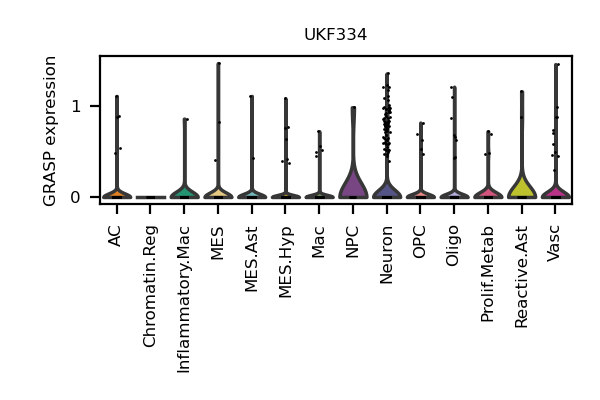 UKF334
GRASP expression
1
0
AC
Chromatin.Reg
Inflammatory.Mac
MES
MES.Ast
MES.Hyp
Mac
NPC
Neuron
OPC
Oligo
Prolif.Metab
Reactive.Ast
Vasc